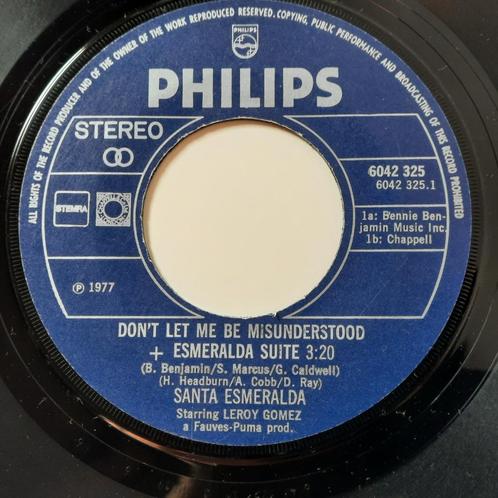 ALL RIGHTS OF THE RECORD PRODUCER AND OF THE OWNER OF THE WORK REPRODUCED RESERVED. COPYING, PUBLIC PERFORMANCE AND BROADCASTING OF THIS RECORD PROHIBITED
PHILIPS
PHILIPS
STEREO
6042 325
6042 325.1
STEMRA
1a: Bennie Ben-
jamin Music Inc.
1b: Chappell
Ⓟ 1977
DON'T LET ME BE MISUNDERSTOOD
+ ESMERALDA SUITE 3:20
(B. Benjamin/S. Marcus/G. Caldwell)
(H. Headburn/A. Cobb/D. Ray)
SANTA ESMERALDA
Starring LEROY GOMEZ
a Fauves-Puma prod.